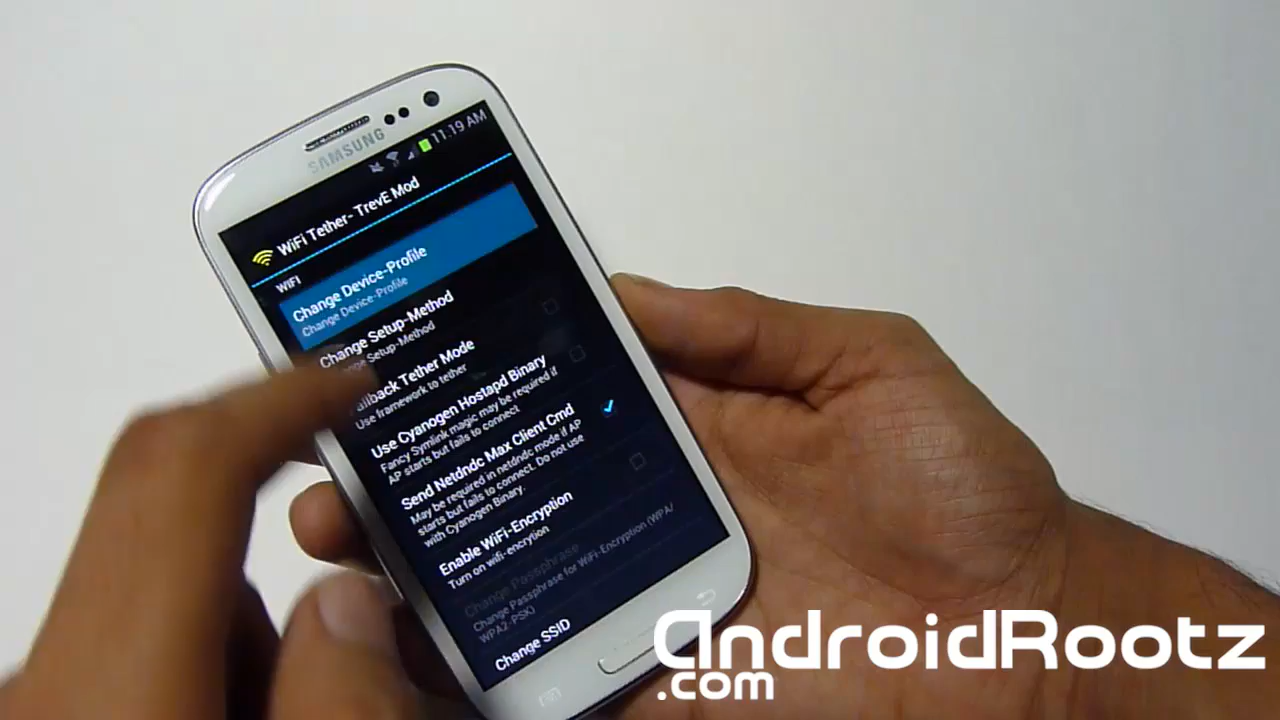 SAMSUNG
11:19 AM
WiFi Tether- TrevE Mod
WIFI
Change Device-Profile
Change Device-Profile
Change Setup-Method
Setup-Method
Tether Mode
Use framework to tether
Use Cyanogen Hostapd Binary
Fancy Symlink magic may be required if
AP starts but fails to connect
Send Netdndc Max Client Cmd
May be required in netdndc mode if AP
starts but fails to connect. Do not use
with Cyanogen Binary.
Enable WiFi-Encryption
Turn on wifi-encrytion
Change Passphrase
Change Passphrase for WiFi-Encryption (WPA/
WPA2-PSK)
Change SSID
AndroidRootz
.com